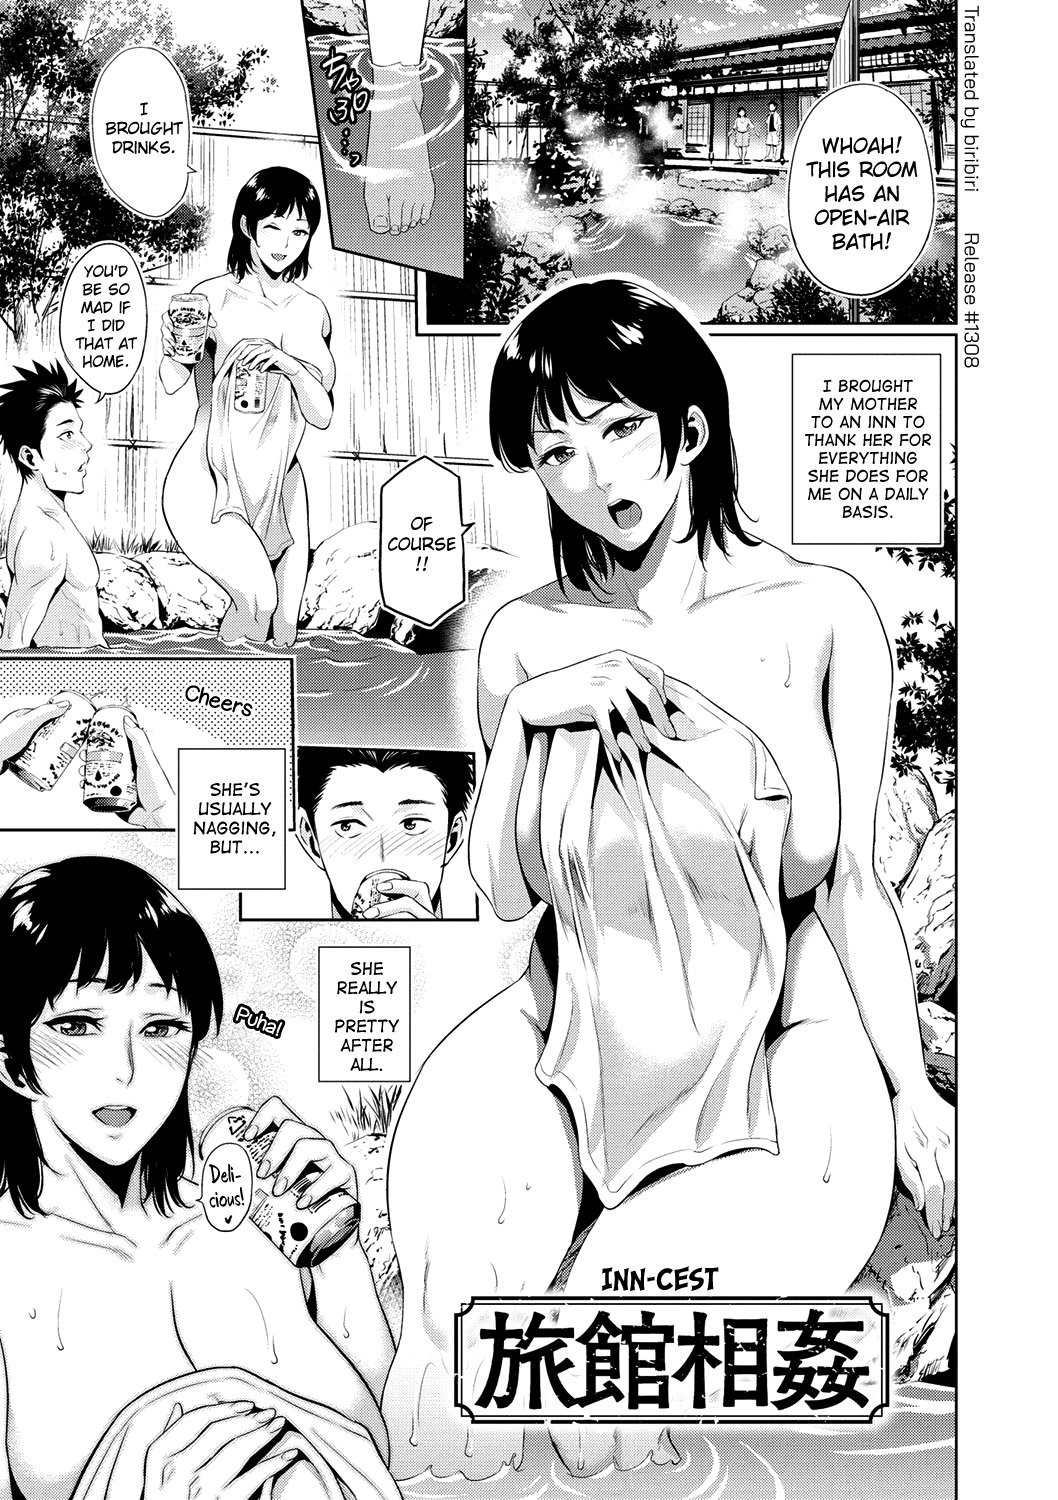 Translated by biribiri Release #1308
WHOAH!
THIS ROOM
HAS AN
OPEN-AIR
BATH!
ちゃぷ…
I
BROUGHT
DRINKS.
YOU'D
BE SO
MAD IF
I DID
THAT AT
HOME.
I BROUGHT
MY MOTHER
TO AN INN TO
THANK HER FOR
EVERYTHING
SHE DOES FOR
ME ON A DAILY
BASIS.
OF
COURSE
!!
Cheers
SHE'S
USUALLY
NAGGING,
BUT...
SHE
REALLY
IS
PRETTY
AFTER
ALL.
Puha!
Deli-
cious!
♥
INN-CEST
旅館相姦